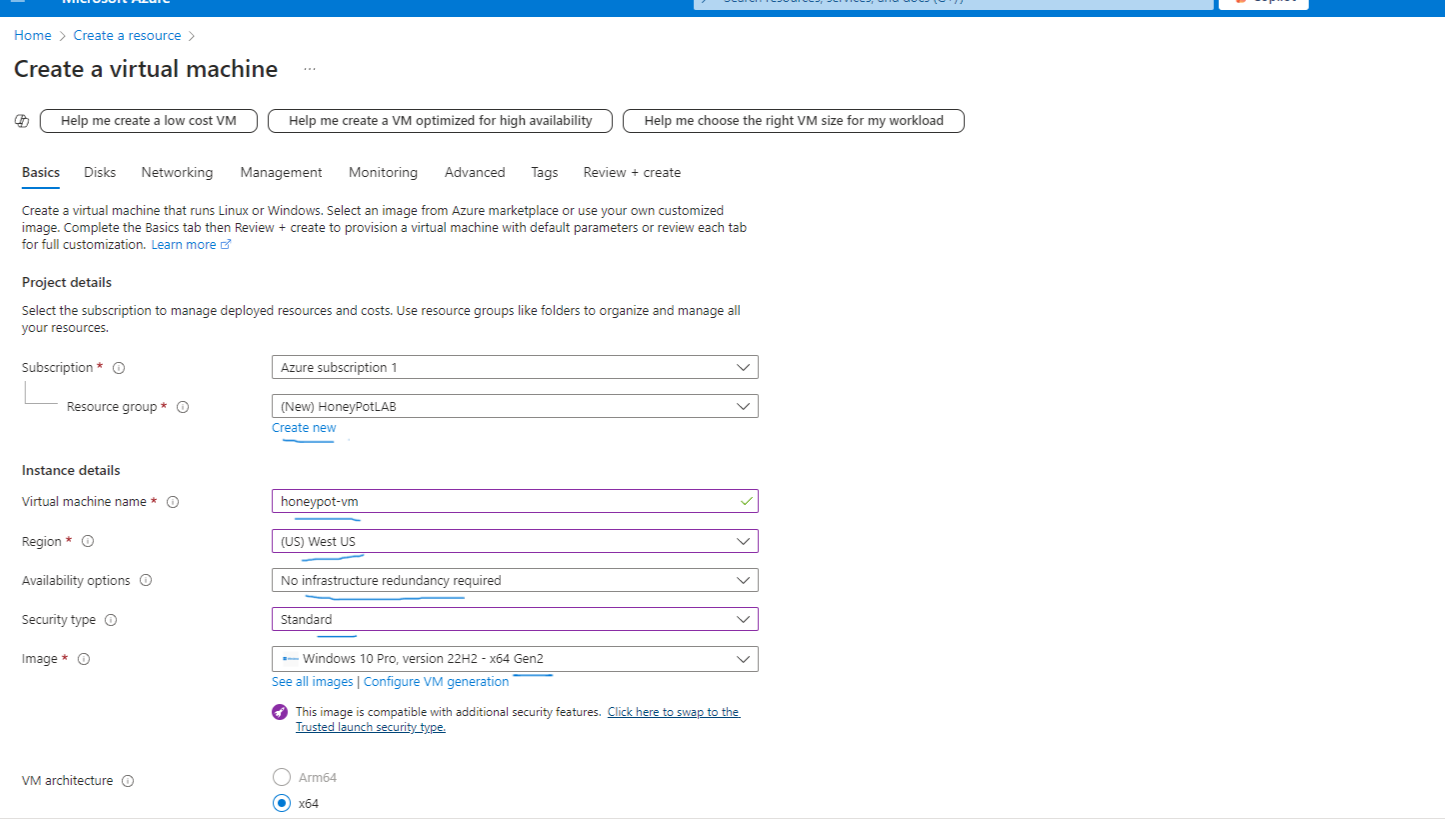 Microsoft Azure
Search resources, services, and docs (G+/)
Copilot
Home > Create a resource >
Create a virtual machine ...
Help me create a low cost VM
Help me create a VM optimized for high availability
Help me choose the right VM size for my workload
Basics Disks Networking Management Monitoring Advanced Tags Review + create
Create a virtual machine that runs Linux or Windows. Select an image from Azure marketplace or use your own customized
image. Complete the Basics tab then Review + create to provision a virtual machine with default parameters or review each tab
for full customization. Learn more
Project details
Select the subscription to manage deployed resources and costs. Use resource groups like folders to organize and manage all
your resources.
Subscription * Azure subscription 1
Resource group * (New) HoneyPotLAB
Create new
Instance details
Virtual machine name * honeypot-vm
Region * (US) West US
Availability options No infrastructure redundancy required
Security type Standard
Image * Windows 10 Pro, version 22H2 - x64 Gen2
See all images | Configure VM generation
This image is compatible with additional security features. Click here to swap to the
Trusted launch security type.
VM architecture Arm64
x64